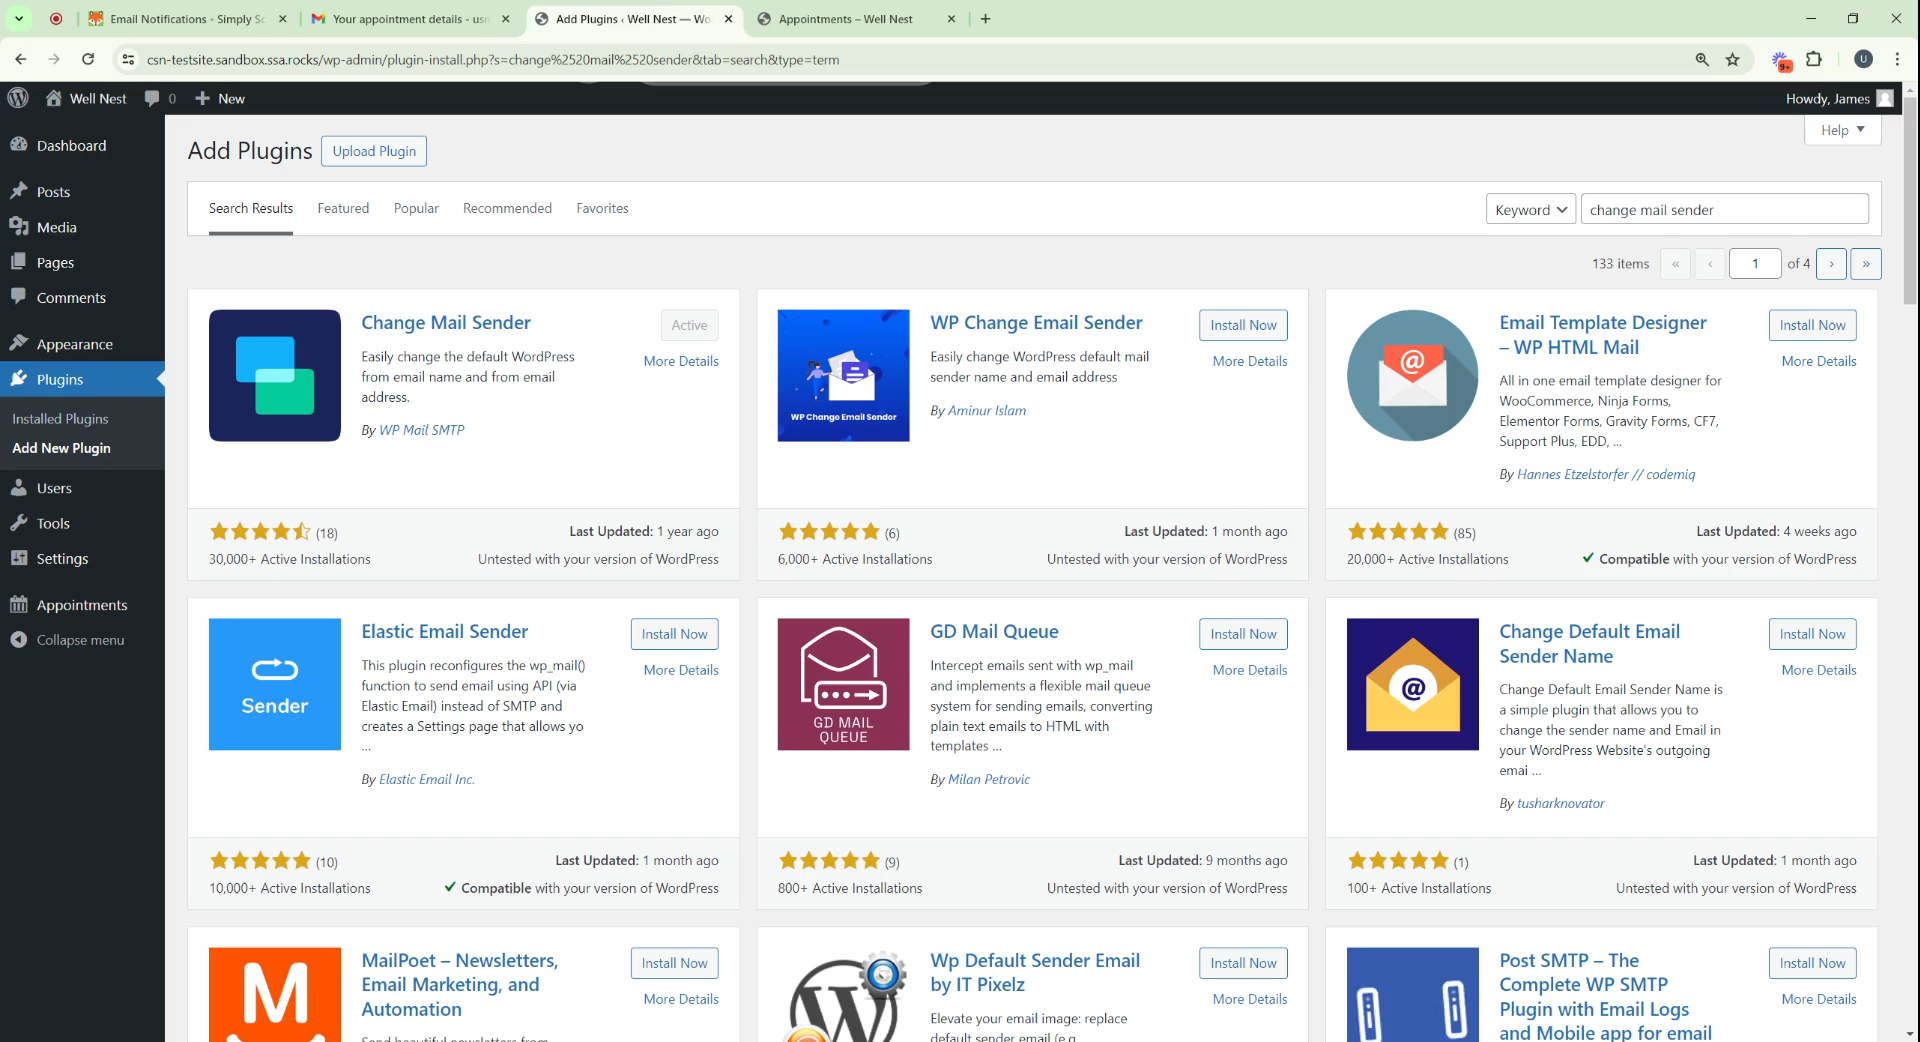 Email Notifications - Simply Sc
Your appointment details - usn
Add Plugins ‹ Well Nest — Wo
Appointments – Well Nest
csn-testsite.sandbox.ssa.rocks/wp-admin/plugin-install.php?s=change%2520mail%2520sender&tab=search&type=term
9+
U
Well Nest
0
New
Howdy, James
Dashboard
Posts
Media
Pages
Comments
Appearance
Plugins
Installed Plugins
Add New Plugin
Users
Tools
Settings
Appointments
Collapse menu
Help
Add Plugins
Upload Plugin
Search Results
Featured
Popular
Recommended
Favorites
Keyword
change mail sender
133 items
«
‹
1
of 4
›
»
Change Mail Sender
Active
More Details
Easily change the default WordPress
from email name and from email
address.
By WP Mail SMTP
(18)
Last Updated: 1 year ago
30,000+ Active Installations
Untested with your version of WordPress
WP Change Email Sender
WP Change Email Sender
Install Now
More Details
Easily change WordPress default mail
sender name and email address
By Aminur Islam
(6)
Last Updated: 1 month ago
6,000+ Active Installations
Untested with your version of WordPress
@
Email Template Designer
– WP HTML Mail
Install Now
More Details
All in one email template designer for
WooCommerce, Ninja Forms,
Elementor Forms, Gravity Forms, CF7,
Support Plus, EDD, ...
By Hannes Etzelstorfer // codemiq
(85)
Last Updated: 4 weeks ago
20,000+ Active Installations
Compatible with your version of WordPress
Sender
Elastic Email Sender
Install Now
More Details
This plugin reconfigures the wp_mail()
function to send email using API (via
Elastic Email) instead of SMTP and
creates a Settings page that allows yo
...
By Elastic Email Inc.
(10)
Last Updated: 1 month ago
10,000+ Active Installations
Compatible with your version of WordPress
GD MAIL
QUEUE
GD Mail Queue
Install Now
More Details
Intercept emails sent with wp_mail
and implements a flexible mail queue
system for sending emails, converting
plain text emails to HTML with
templates ...
By Milan Petrovic
(9)
Last Updated: 9 months ago
800+ Active Installations
Untested with your version of WordPress
@
Change Default Email
Sender Name
Install Now
More Details
Change Default Email Sender Name is
a simple plugin that allows you to
change the sender name and Email in
your WordPress Website's outgoing
emai ...
By tusharknovator
(1)
Last Updated: 1 month ago
100+ Active Installations
Untested with your version of WordPress
M
MailPoet – Newsletters,
Email Marketing, and
Automation
Install Now
More Details
Send beautiful newsletters from
W
Wp Default Sender Email
by IT Pixelz
Install Now
More Details
Elevate your email image: replace
default sender email (e.g.
Post SMTP – The
Complete WP SMTP
Plugin with Email Logs
and Mobile app for email
Install Now
More Details